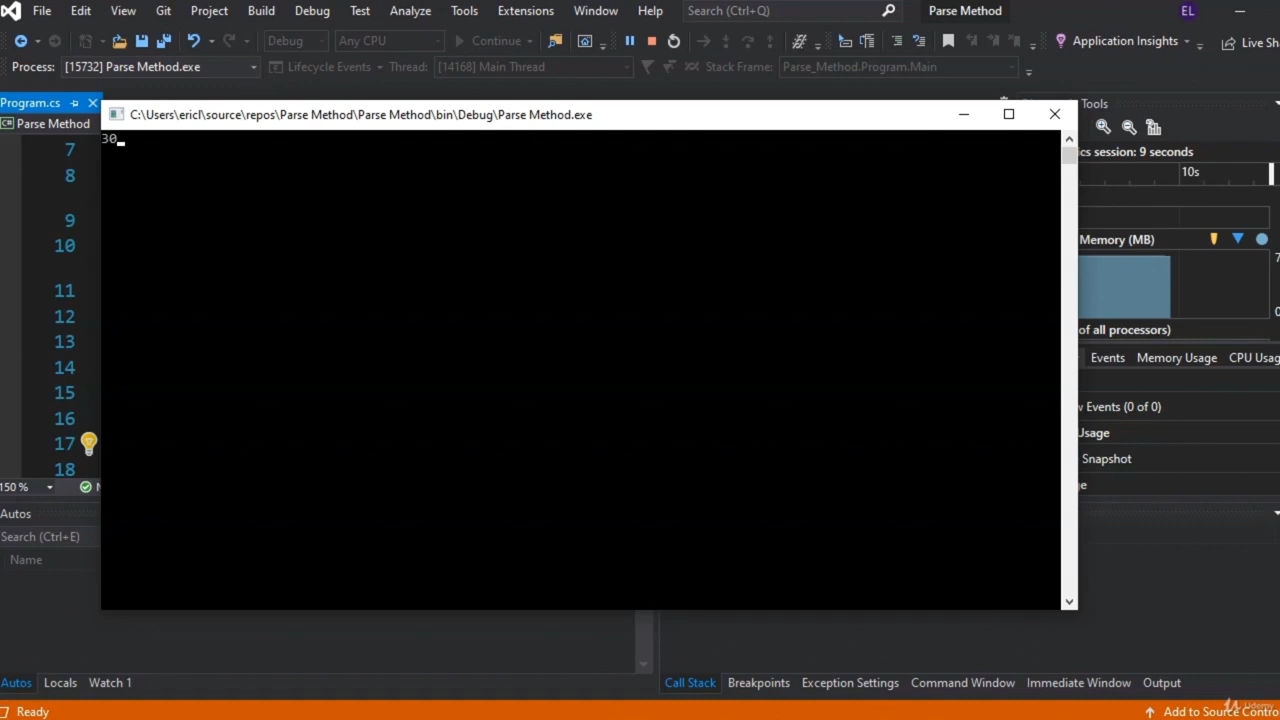 File Edit View Git Project Build Debug Test Analyze Tools Extensions Window Help Search (Ctrl+Q) Parse Method EL
Debug Any CPU Continue Application Insights Live Sh
Process: [15732] Parse Method.exe Lifecycle Events Thread: [14168] Main Thread Stack Frame: Parse_Method.Program.Main
Program.cs
C:\Users\ericl\source\repos\Parse Method\Parse Method\bin\Debug\Parse Method.exe
Tools
C# Parse Method
30
7
ics session: 9 seconds
8
10s
9
10
Memory (MB)
7
11
12
0
13
of all processors)
14
Events Memory Usage CPU Usag
15
16
w Events (0 of 0)
17
Usage
Snapshot
18
150 % N
ge
Autos
Search (Ctrl+E)
Name
Autos Locals Watch 1 Call Stack Breakpoints Exception Settings Command Window Immediate Window Output
Ready Add to Source Contro
Udemy